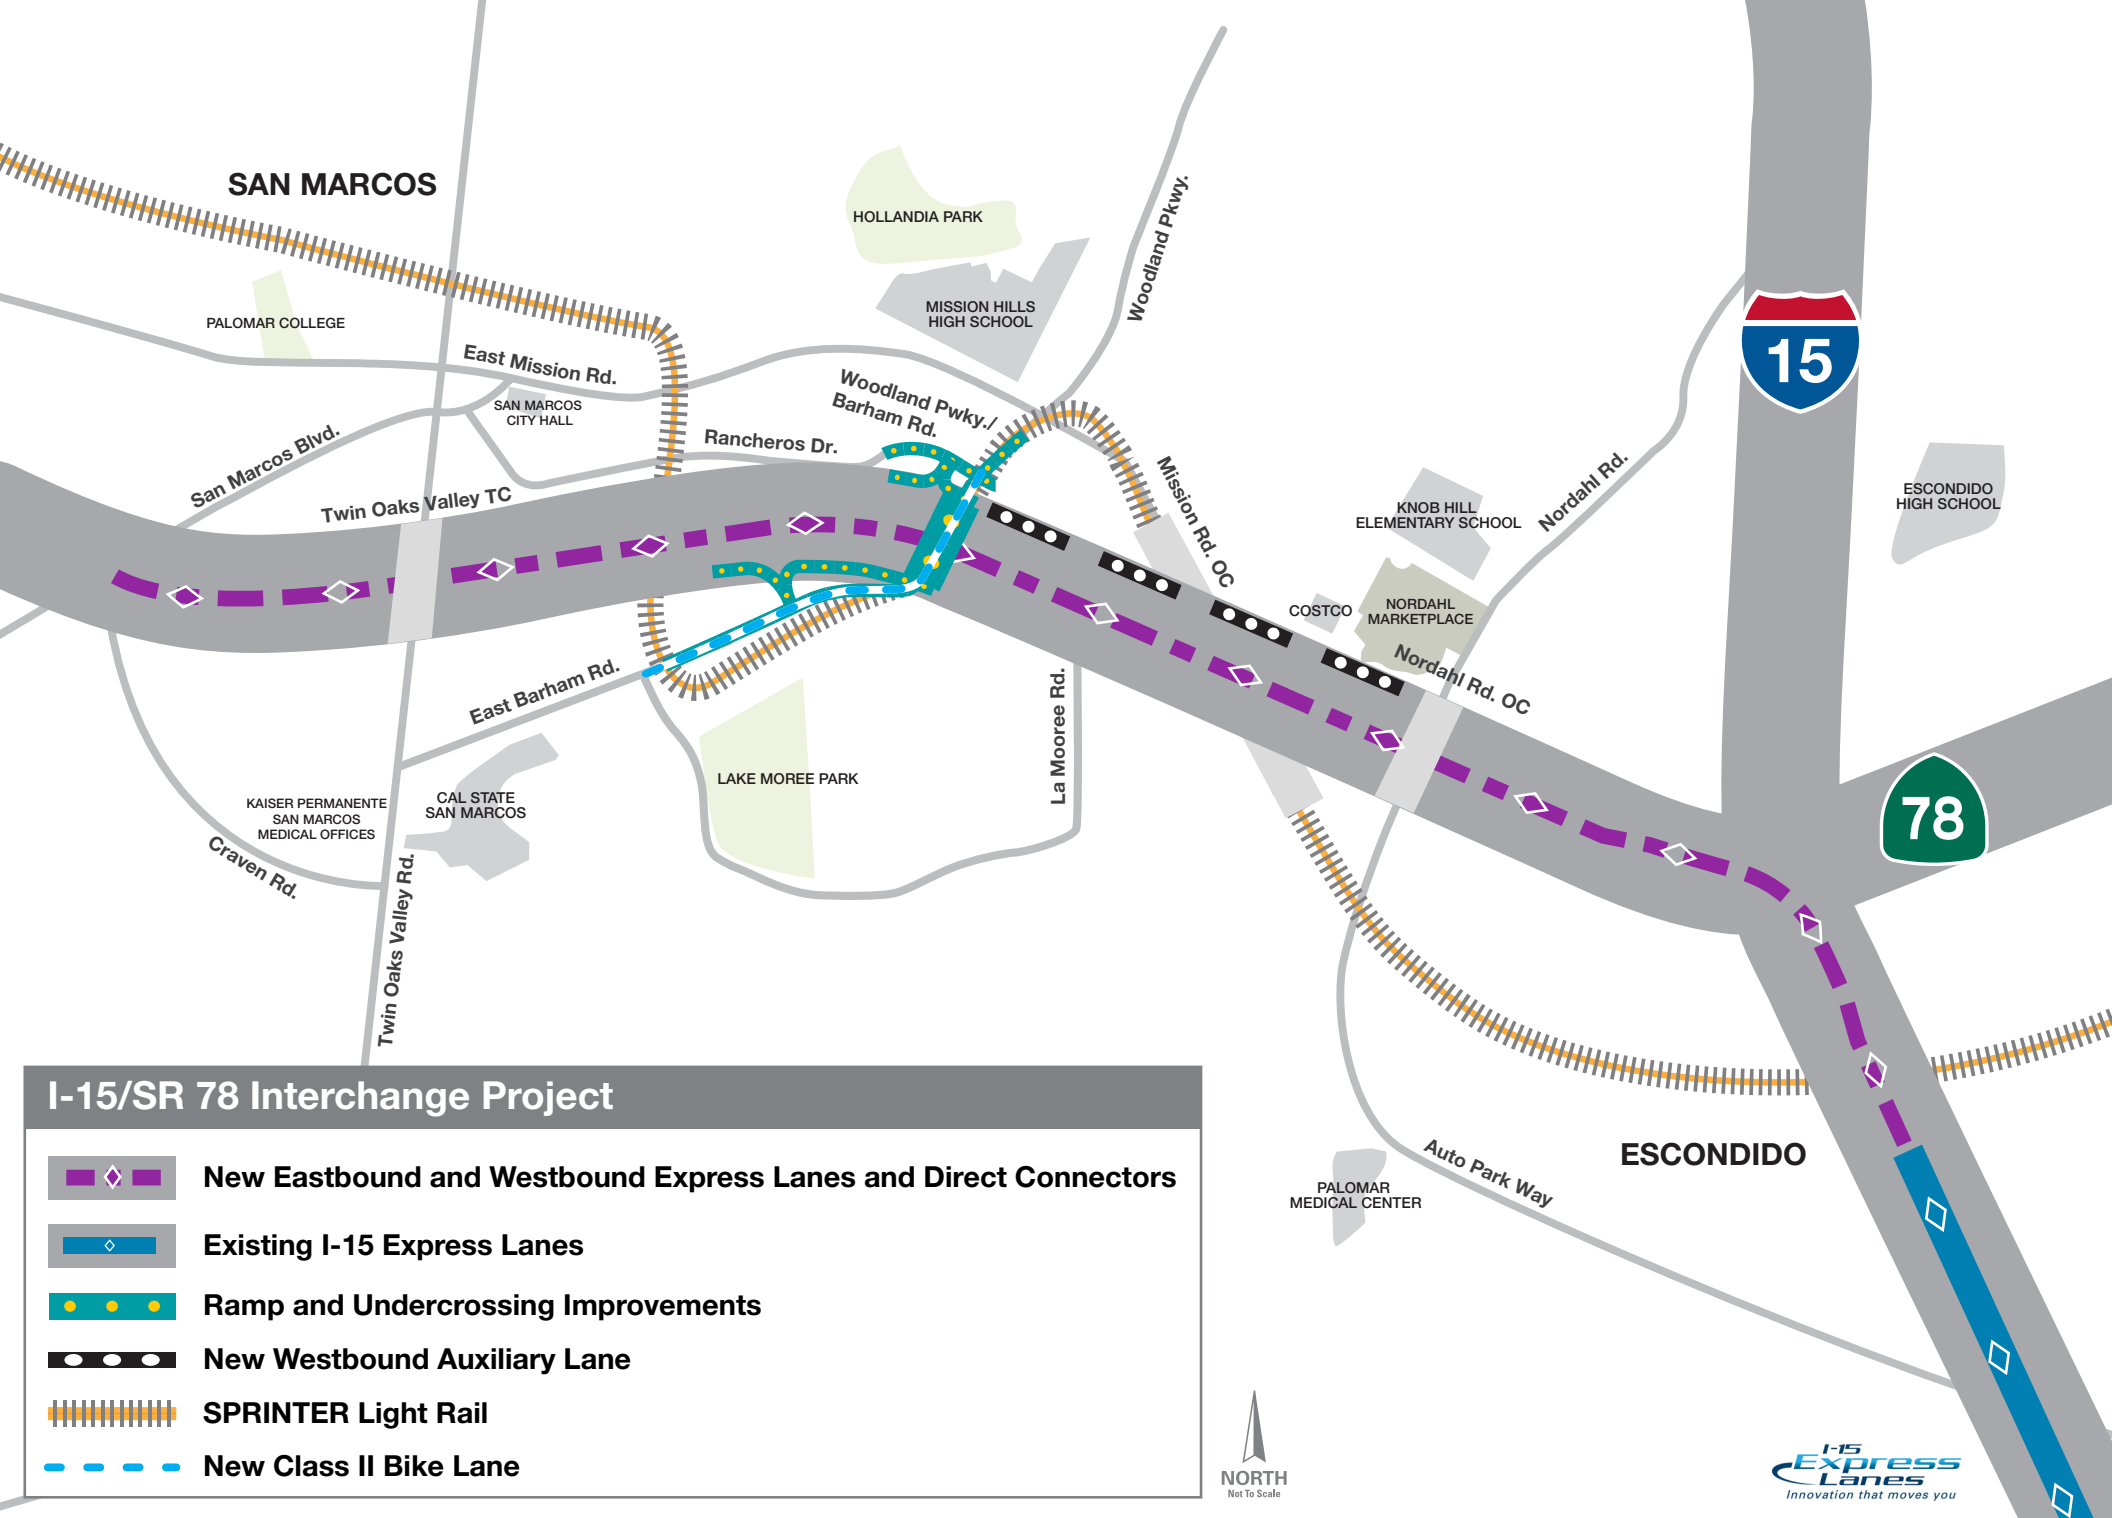 SAN MARCOS
HOLLANDIA PARK
MISSION HILLS
HIGH SCHOOL
Woodland Pkwy.
PALOMAR COLLEGE
East Mission Rd.
SAN MARCOS
CITY HALL
Woodland Pwky./
Barham Rd.
Rancheros Dr.
San Marcos Blvd.
Twin Oaks Valley TC
Mission Rd. OC
15
KNOB HILL
ELEMENTARY SCHOOL
Nordahl Rd.
ESCONDIDO
HIGH SCHOOL
COSTCO
NORDAHL
MARKETPLACE
Nordahl Rd. OC
East Barham Rd.
La Mooree Rd.
LAKE MOREE PARK
KAISER PERMANENTE
SAN MARCOS
MEDICAL OFFICES
CAL STATE
SAN MARCOS
78
Craven Rd.
Twin Oaks Valley Rd.
I-15/SR 78 Interchange Project
New Eastbound and Westbound Express Lanes and Direct Connectors
Existing I-15 Express Lanes
Ramp and Undercrossing Improvements
New Westbound Auxiliary Lane
SPRINTER Light Rail
New Class II Bike Lane
ESCONDIDO
PALOMAR
MEDICAL CENTER
Auto Park Way
NORTH
Not To Scale
I-15
Express
Lanes
Innovation that moves you